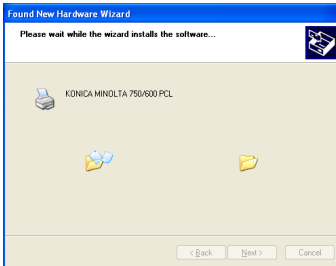 Found New Hardware Wizard
Please wait while the wizard installs the software...
KONICA MINOLTA 750/600 PCL
< Back
Next >
Cancel